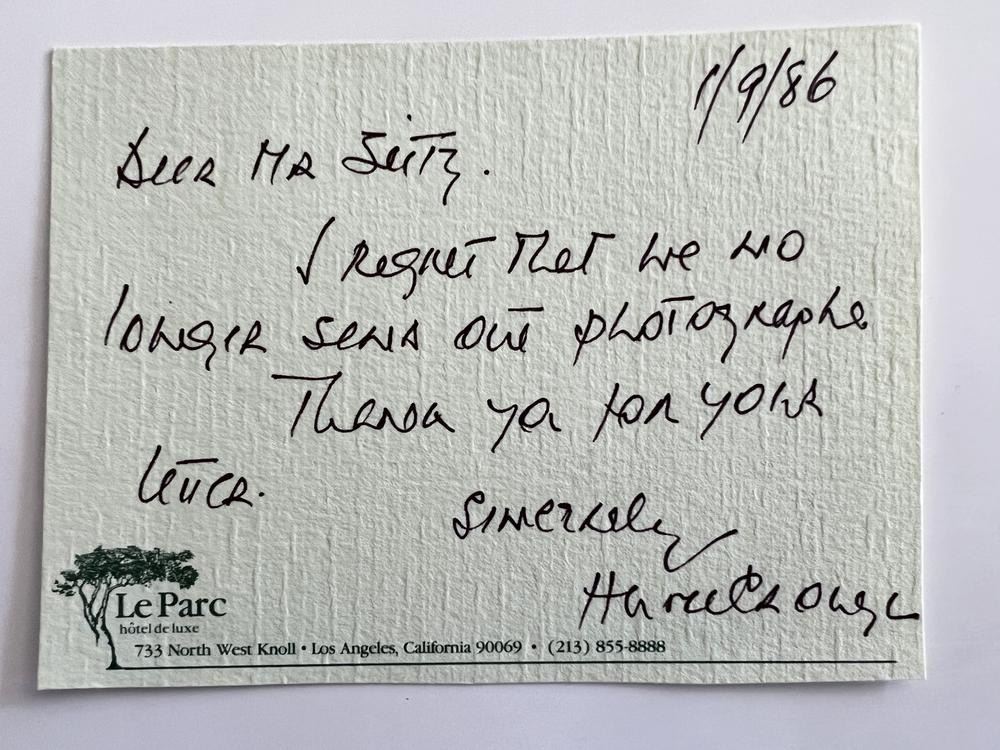 1/9/86
Dear Mr Seitz.
I regret that we no
longer send out photographs
Thank you for your
letter.
Sincerely
Le Parc
hôtel de luxe
733 North West Knoll • Los Angeles, California 90069 • (213) 855-8888